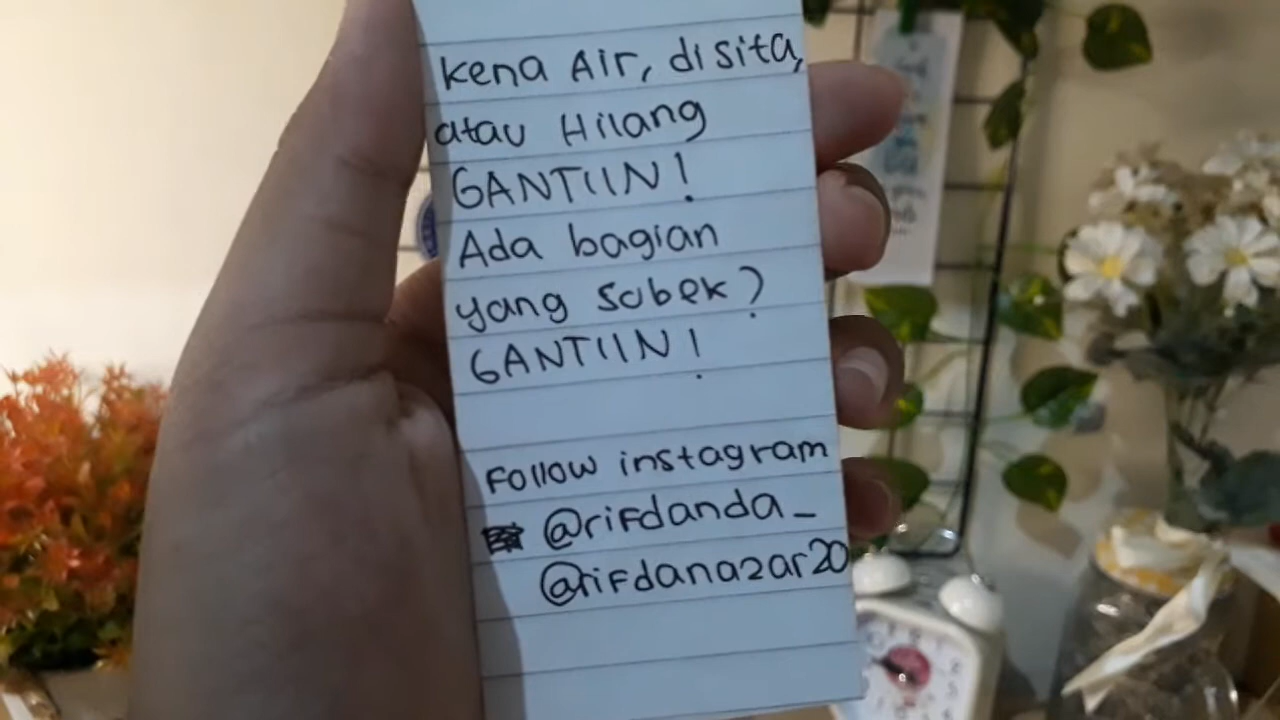 kena Air, disita,
atau Hilang
GANTIIN!
Ada bagian
yang Sobek?
GANTIIN!
Follow instagram
@rifdanda_
@rifdanazar20